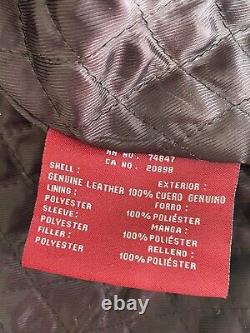 RN NO. 74847
CA NO. 20898
SHELL : EXTERIOR :
GENUINE LEATHER 100% CUERO GENUINO
LINING : FORRO :
POLYESTER 100% POLIÉSTER
SLEEVE : MANGA :
POLYESTER 100% POLIÉSTER
FILLER : RELLENO :
POLYESTER 100% POLIÉSTER